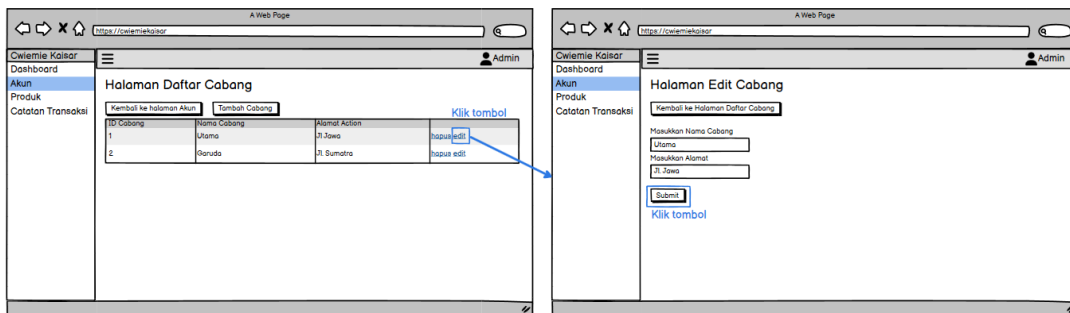 A Web Page
https://cwiemiekaisar
Cwiemie Kaisar
Admin
Dashboard
Akun
Produk
Catatan Transaksi
Halaman Daftar Cabang
Kembali ke halaman Akun
Tambah Cabang
Klik tombol
ID Cabang Nama Cabang Alamat Action
1 Utama Jl Jawa hapus edit
2 Garuda Jl. Sumatra hapus edit
A Web Page
https://cwiemiekaisar
Cwiemie Kaisar
Admin
Dashboard
Akun
Produk
Catatan Transaksi
Halaman Edit Cabang
Kembali ke Halaman Daftar Cabang
Masukkan Nama Cabang
Utama
Masukkan Alamat
Jl. Jawa
Submit
Klik tombol